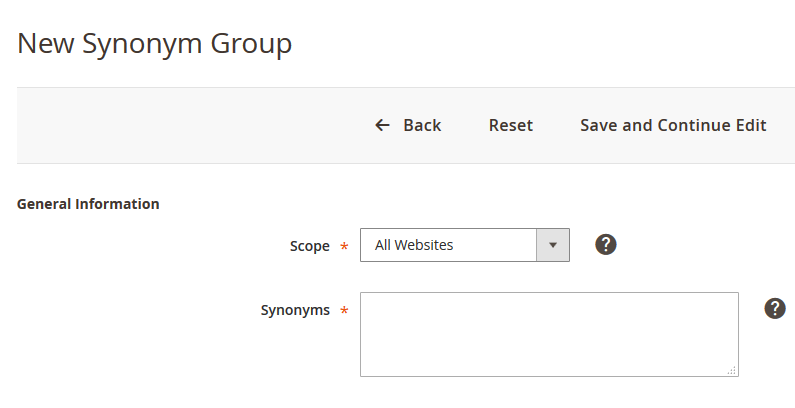 New Synonym Group
← Back Reset Save and Continue Edit
General Information
Scope * All Websites ?
Synonyms * ?